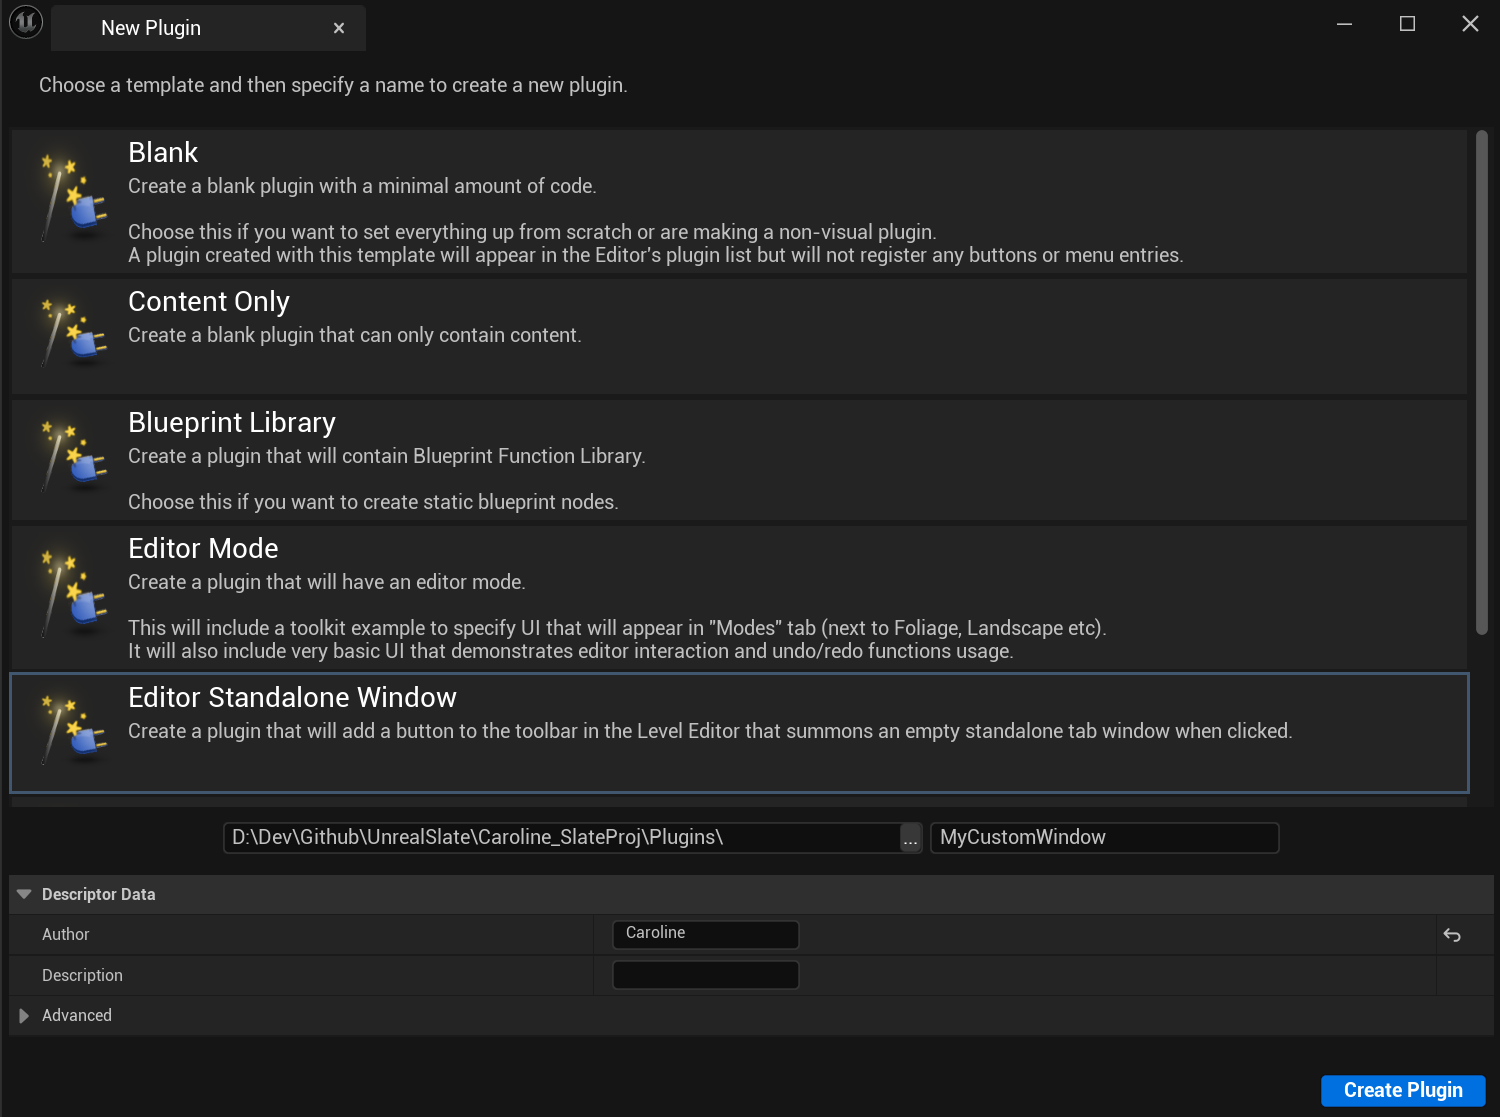 New Plugin
Choose a template and then specify a name to create a new plugin.
Blank
Create a blank plugin with a minimal amount of code.
Choose this if you want to set everything up from scratch or are making a non-visual plugin.
A plugin created with this template will appear in the Editor's plugin list but will not register any buttons or menu entries.
Content Only
Create a blank plugin that can only contain content.
Blueprint Library
Create a plugin that will contain Blueprint Function Library.
Choose this if you want to create static blueprint nodes.
Editor Mode
Create a plugin that will have an editor mode.
This will include a toolkit example to specify UI that will appear in "Modes" tab (next to Foliage, Landscape etc).
It will also include very basic UI that demonstrates editor interaction and undo/redo functions usage.
Editor Standalone Window
Create a plugin that will add a button to the toolbar in the Level Editor that summons an empty standalone tab window when clicked.
D:\Dev\Github\UnrealSlate\Caroline_SlateProj\Plugins\ ... MyCustomWindow
Descriptor Data
Author Caroline
Description
Advanced
Create Plugin